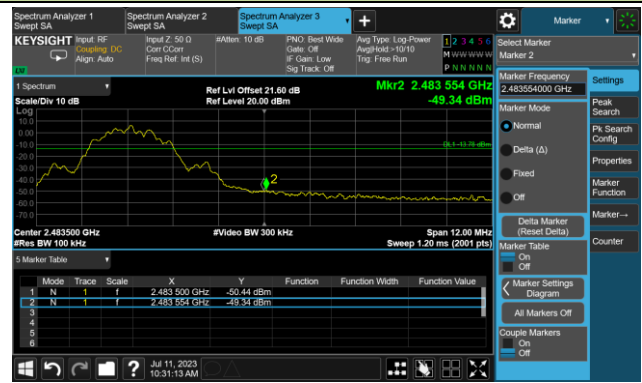 Spectrum Analyzer 1
Swept SA
Spectrum Analyzer 2
Swept SA
Spectrum Analyzer 3
Swept SA
Marker
KEYSIGHT
Input: RF
Coupling: DC
Align: Auto
Input Z: 50 Ω
Corr CCorr
Freq Ref: Int (S)
#Atten: 10 dB
PNO: Best Wide
Gate: Off
IF Gain: Low
Sig Track: Off
Avg Type: Log-Power
Avg|Hold:>10/10
Trig: Free Run
1 2 3 4 5 6
M W W W W W
P N N N N N
LW
1 Spectrum
Scale/Div 10 dB
Log
Ref Lvl Offset 21.60 dB
Ref Level 20.00 dBm
Mkr2 2.483 554 GHz
-49.34 dBm
10.0
0.00
-10.0
-20.0
-30.0
-40.0
-50.0
-60.0
-70.0
DL1 -13.78 dBm
2
Center 2.483500 GHz
#Res BW 100 kHz
#Video BW 300 kHz
Span 12.00 MHz
Sweep 1.20 ms (2001 pts)
5 Marker Table
Mode Trace Scale X Y Function Function Width Function Value
1 N 1 f 2.483 500 GHz -50.44 dBm
2 N 1 f 2.483 554 GHz -49.34 dBm
3
4
5
6
Jul 11, 2023
10:31:13 AM
Select Marker
Marker 2
Marker Frequency
2.483554000 GHz
Marker Mode
Normal
Delta (Δ)
Fixed
Off
Delta Marker
(Reset Delta)
Marker Table
On
Off
Marker Settings
Diagram
All Markers Off
Couple Markers
On
Off
Settings
Peak
Search
Pk Search
Config
Properties
Marker
Function
Marker→
Counter